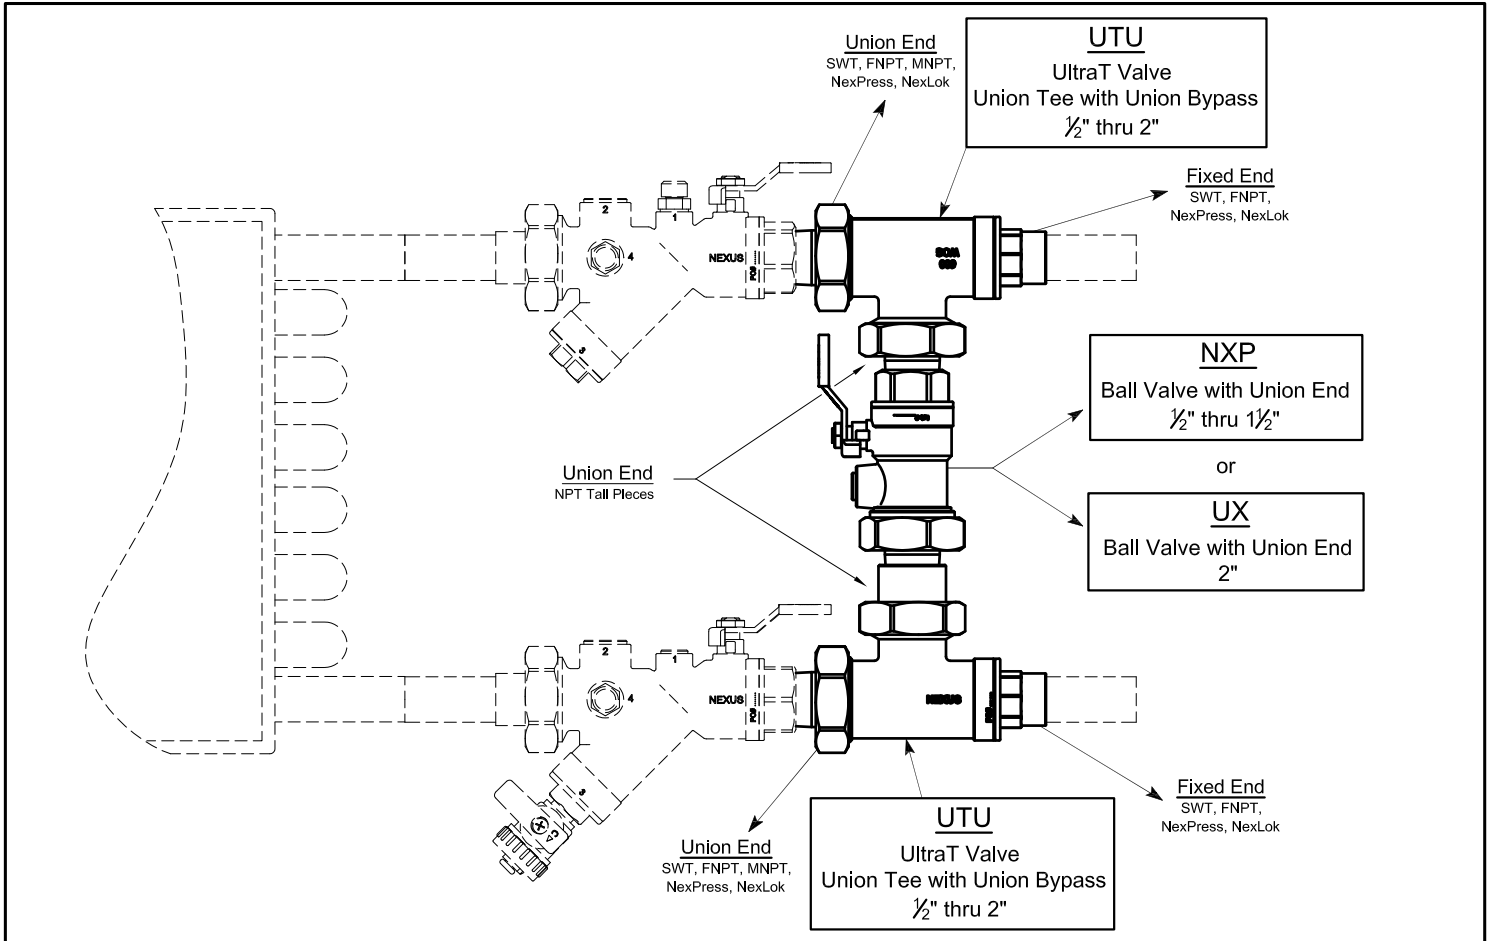 Union End
SWT, FNPT, MNPT,
NexPress, NexLok
UTU
UltraT Valve
Union Tee with Union Bypass
½" thru 2"
Fixed End
SWT, FNPT,
NexPress, NexLok
2
1
4
NEXUS
3
NXP
Ball Valve with Union End
½" thru 1½"
or
UX
Ball Valve with Union End
2"
Union End
NPT Tail Pieces
2
1
4
NEXUS
NEXUS
3
Fixed End
SWT, FNPT,
NexPress, NexLok
Union End
SWT, FNPT, MNPT,
NexPress, NexLok
UTU
UltraT Valve
Union Tee with Union Bypass
½" thru 2"